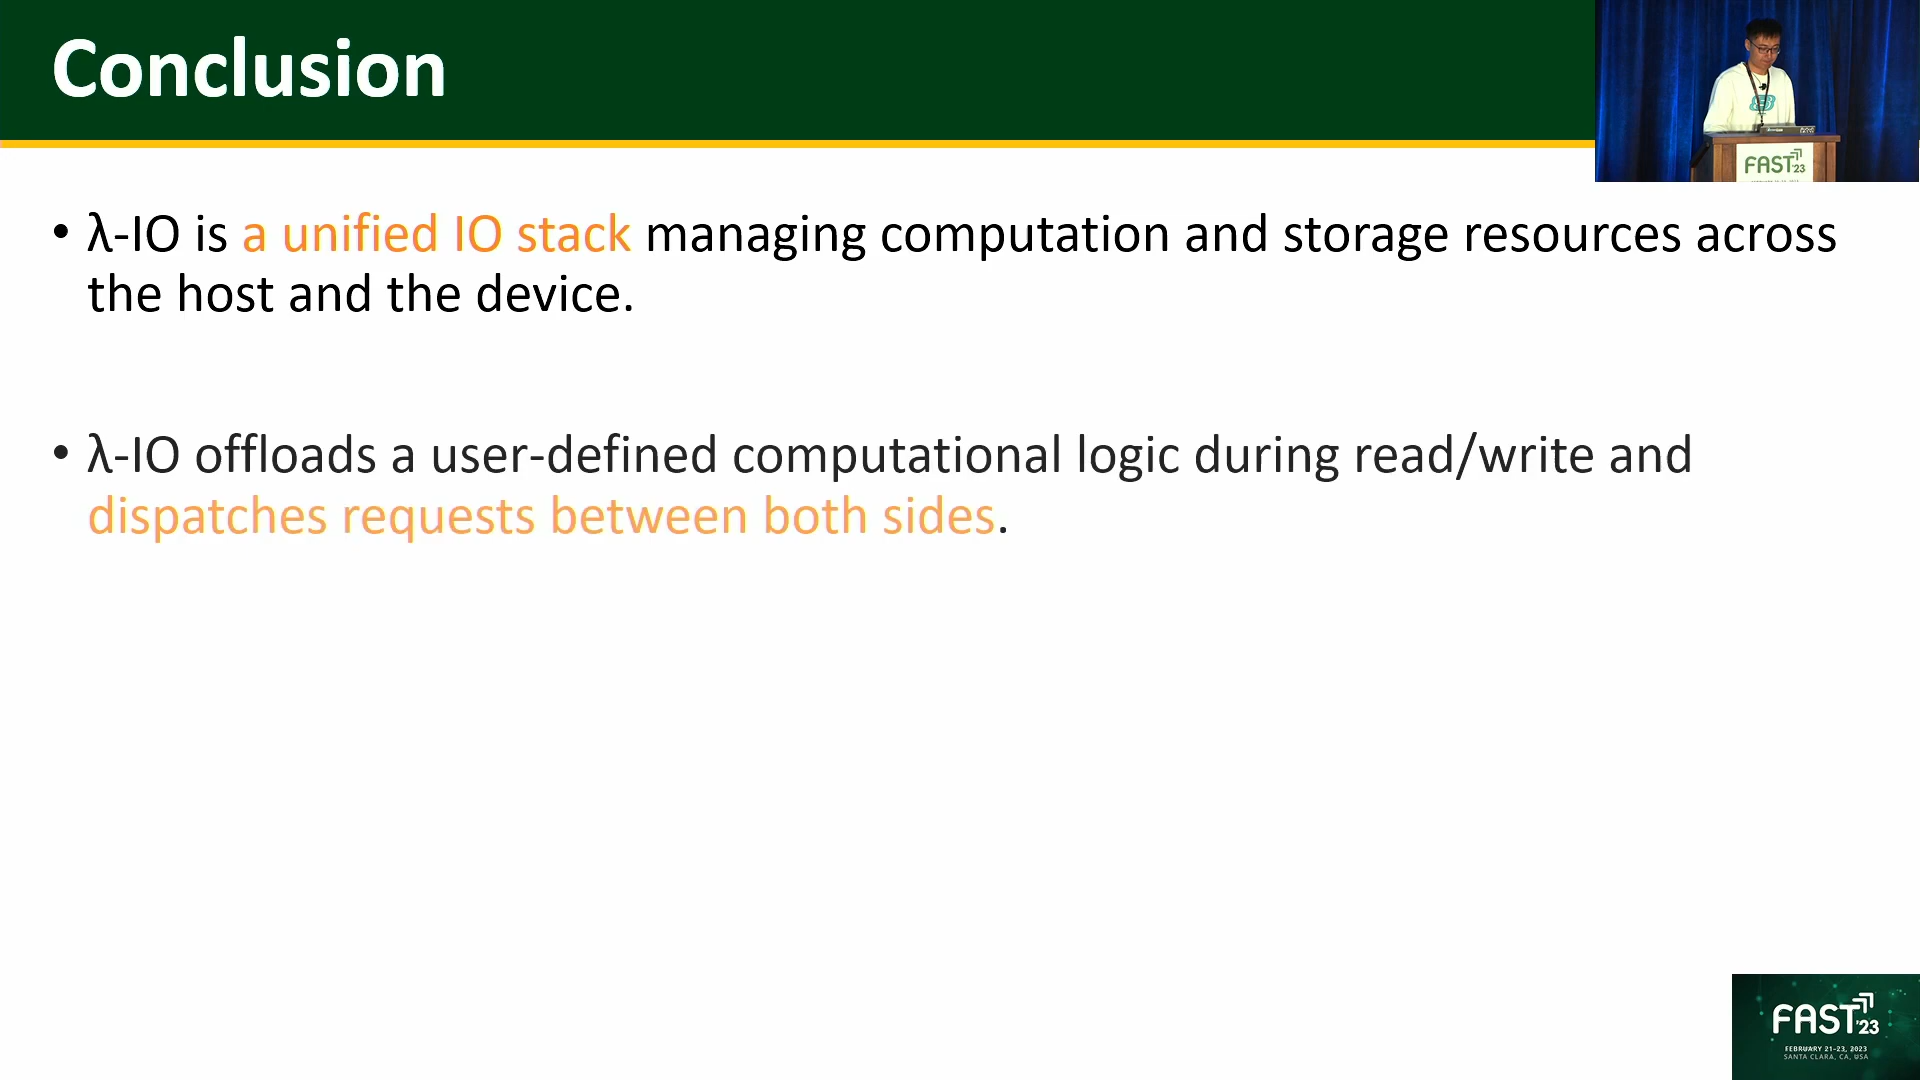 Conclusion
FAST'23
• λ-IO is a unified IO stack managing computation and storage resources across
the host and the device.
• λ-IO offloads a user-defined computational logic during read/write and
dispatches requests between both sides.
FAST'23
FEBRUARY 21-23, 2023
SANTA CLARA, CA, USA